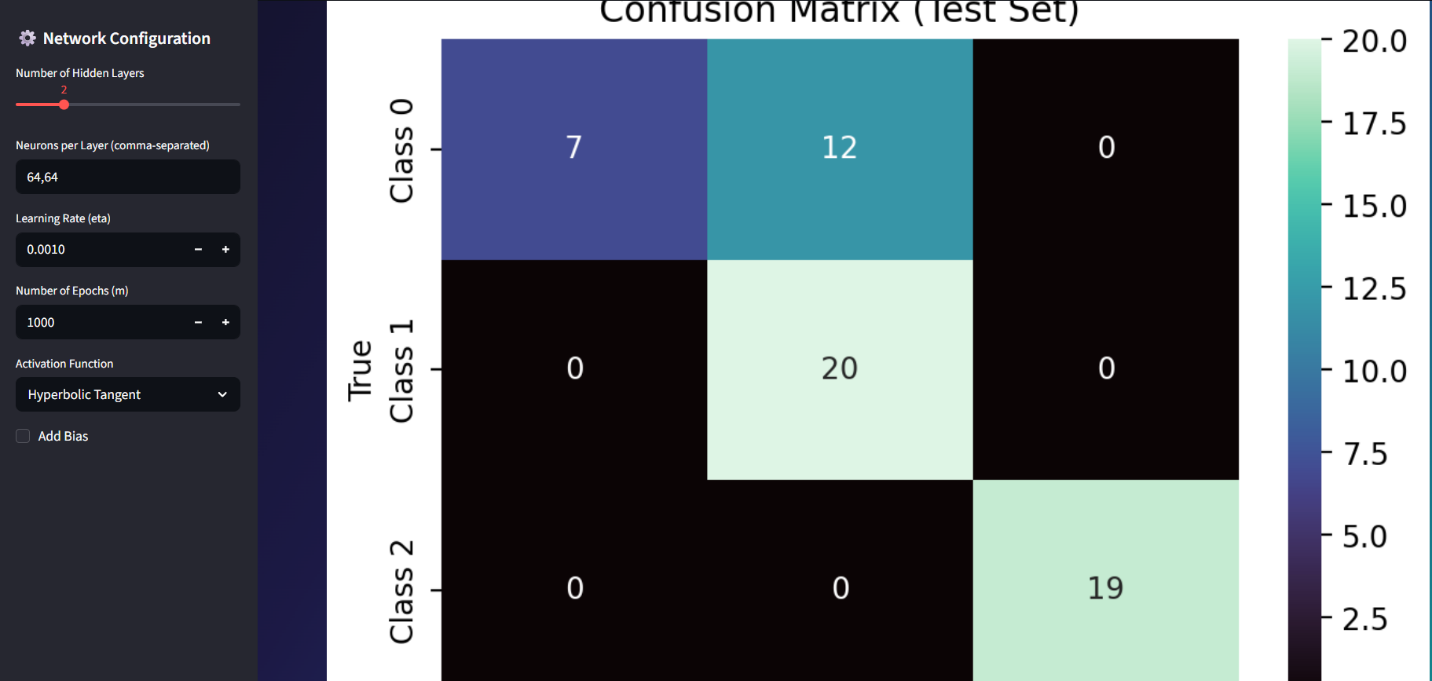 Network Configuration
Number of Hidden Layers
2
Neurons per Layer (comma-separated)
64,64
Learning Rate (eta)
0.0010
− +
Number of Epochs (m)
1000
− +
Activation Function
Hyperbolic Tangent
Add Bias
Confusion Matrix (Test Set)
True
Class 0
7 12 0
Class 1
0 20 0
Class 2
0 0 19
20.0
17.5
15.0
12.5
10.0
7.5
5.0
2.5